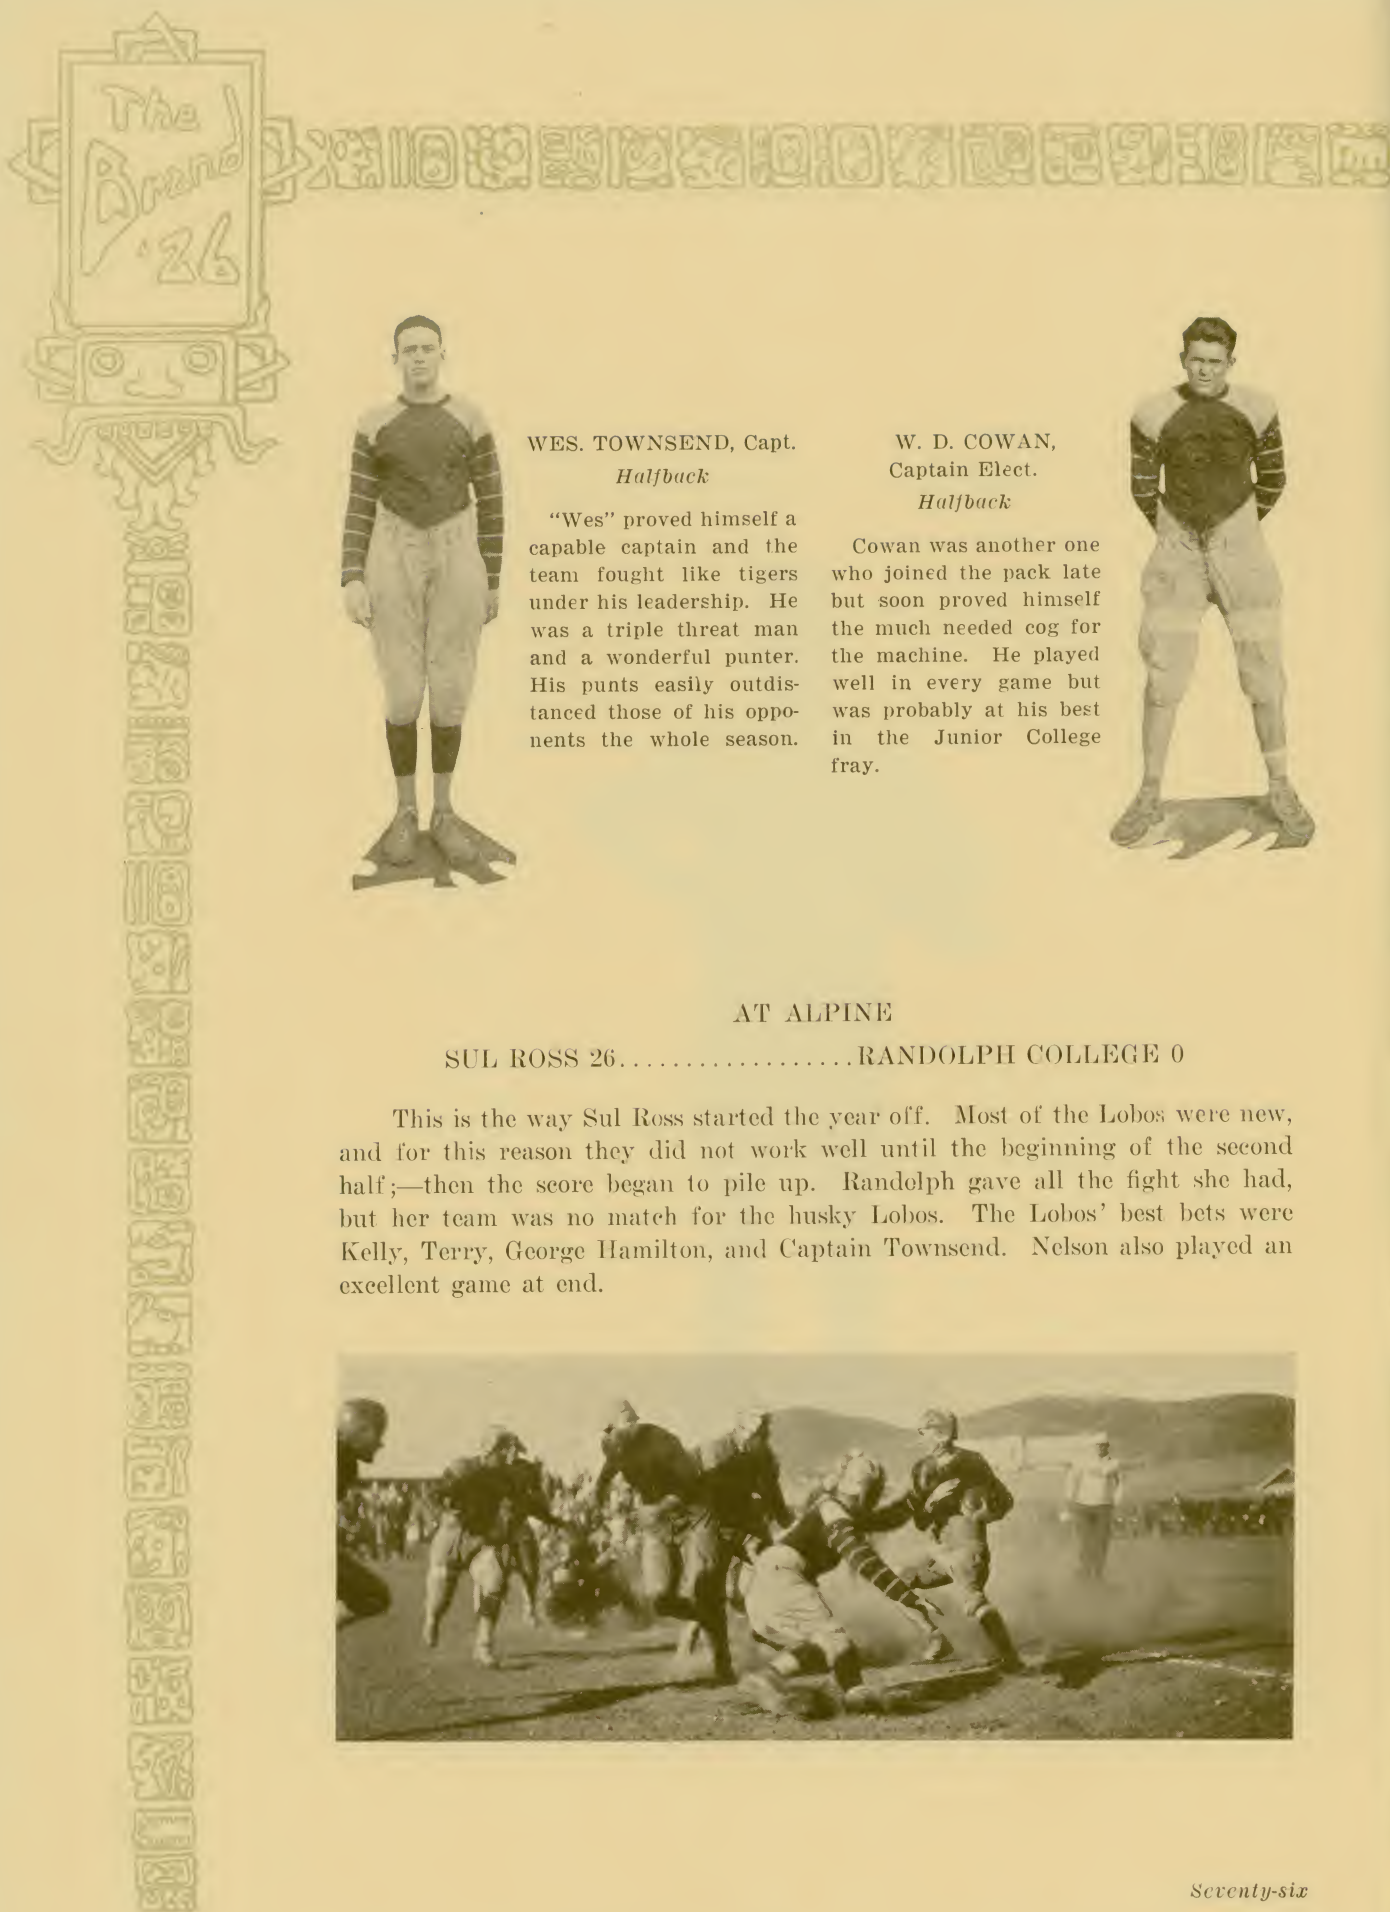 The
Brand
'26
WES. TOWNSEND, Capt.
Halfback
“Wes” proved himself a
capable captain and the
team fought like tigers
under his leadership. He
was a triple threat man
and a wonderful punter.
His punts easily outdis-
tanced those of his oppo-
nents the whole season.
W. D. COWAN,
Captain Elect.
Halfback
Cowan was another one
who joined the pack late
but soon proved himself
the much needed cog for
the machine. He played
well in every game but
was probably at his best
in the Junior College
fray.
AT ALPINE
SUL ROSS 26..................RANDOLPH COLLEGE 0
This is the way Sul Ross started the year off. Most of the Lobos were new,
and for this reason they did not work well until the beginning of the second
half;—then the score began to pile up. Randolph gave all the fight she had,
but her team was no match for the husky Lobos. The Lobos’ best bets were
Kelly, Terry, George Hamilton, and Captain Townsend. Nelson also played an
excellent game at end.
Seventy-six